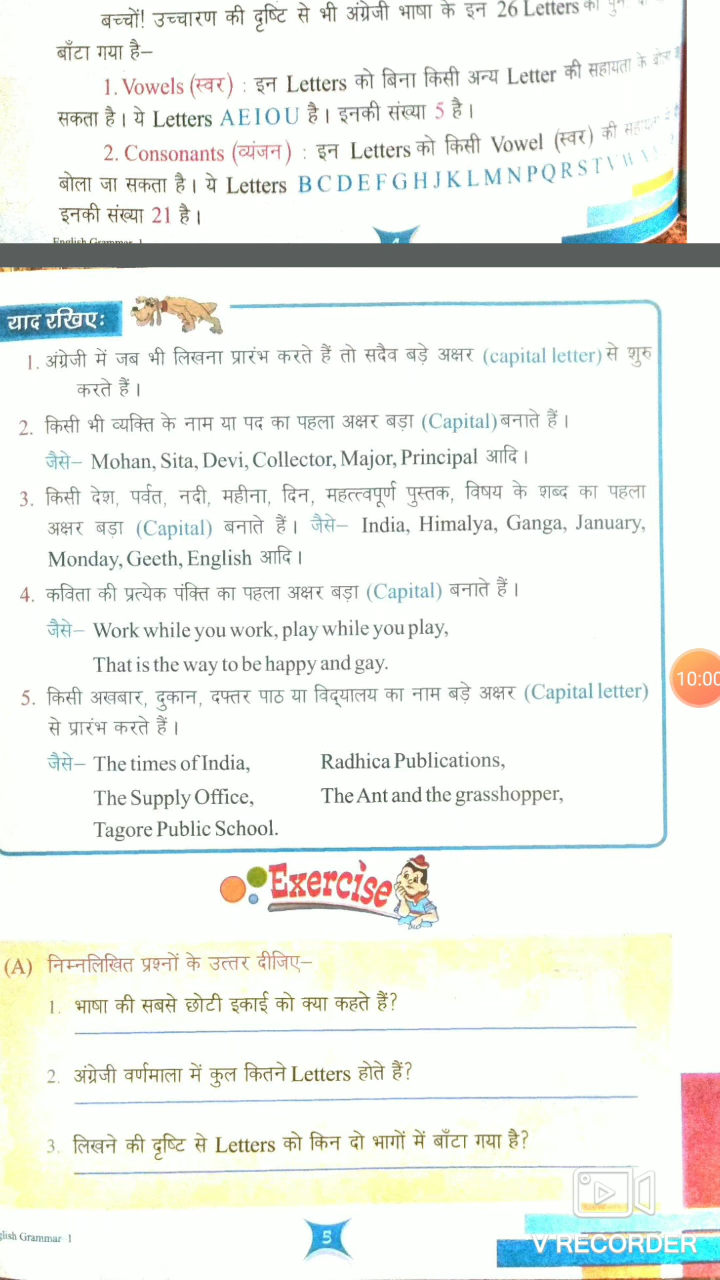 बच्चों! उच्चारण की दृष्टि से भी अंग्रेजी भाषा के इन 26 Letters को
बाँटा गया है–
1. Vowels (स्वर) : इन Letters को बिना किसी अन्य Letter की सहायता के
सकता है। ये Letters A E I O U है। इनकी संख्या 5 है।
2. Consonants (व्यंजन) : इन Letters को किसी Vowel (स्वर) की
बोला जा सकता है। ये Letters B C D E F G H J K L M N P Q R S T V W
इनकी संख्या 21 है।
English Grammar 1
याद रखिए:
1. अंग्रेजी में जब भी लिखना प्रारंभ करते हैं तो सदैव बड़े अक्षर (capital letter) से शुरु
करते हैं।
2. किसी भी व्यक्ति के नाम या पद का पहला अक्षर बड़ा (Capital) बनाते हैं।
जैसे– Mohan, Sita, Devi, Collector, Major, Principal आदि।
3. किसी देश, पर्वत, नदी, महीना, दिन, महत्त्वपूर्ण पुस्तक, विषय के शब्द का पहला
अक्षर बड़ा (Capital) बनाते हैं। जैसे– India, Himalya, Ganga, January,
Monday, Geeth, English आदि।
4. कविता की प्रत्येक पंक्ति का पहला अक्षर बड़ा (Capital) बनाते हैं।
जैसे– Work while you work, play while you play,
That is the way to be happy and gay.
5. किसी अखबार, दुकान, दफ्तर पाठ या विद्यालय का नाम बड़े अक्षर (Capital letter)
से प्रारंभ करते हैं।
जैसे– The times of India, Radhica Publications,
The Supply Office, The Ant and the grasshopper,
Tagore Public School.
10:00
Exercise
(A) निम्नलिखित प्रश्नों के उत्तर दीजिए–
1. भाषा की सबसे छोटी इकाई को क्या कहते हैं?
2. अंग्रेजी वर्णमाला में कुल कितने Letters होते हैं?
3. लिखने की दृष्टि से Letters को किन दो भागों में बाँटा गया है?
glish Grammar 1
5
V RECORDER